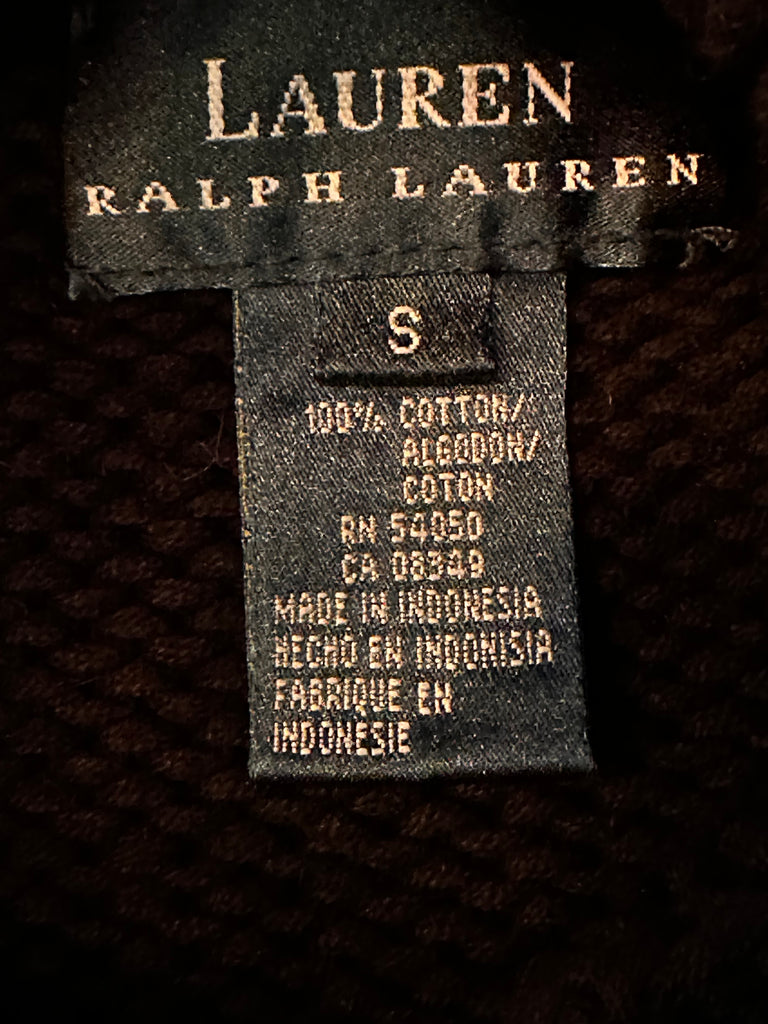 LAUREN
RALPH LAUREN
S
100% COTTON/
ALGODON/
COTON
RN 54050
CA 06349
MADE IN INDONESIA
HECHO EN INDONISIA
FABRIQUE EN
INDONESIE